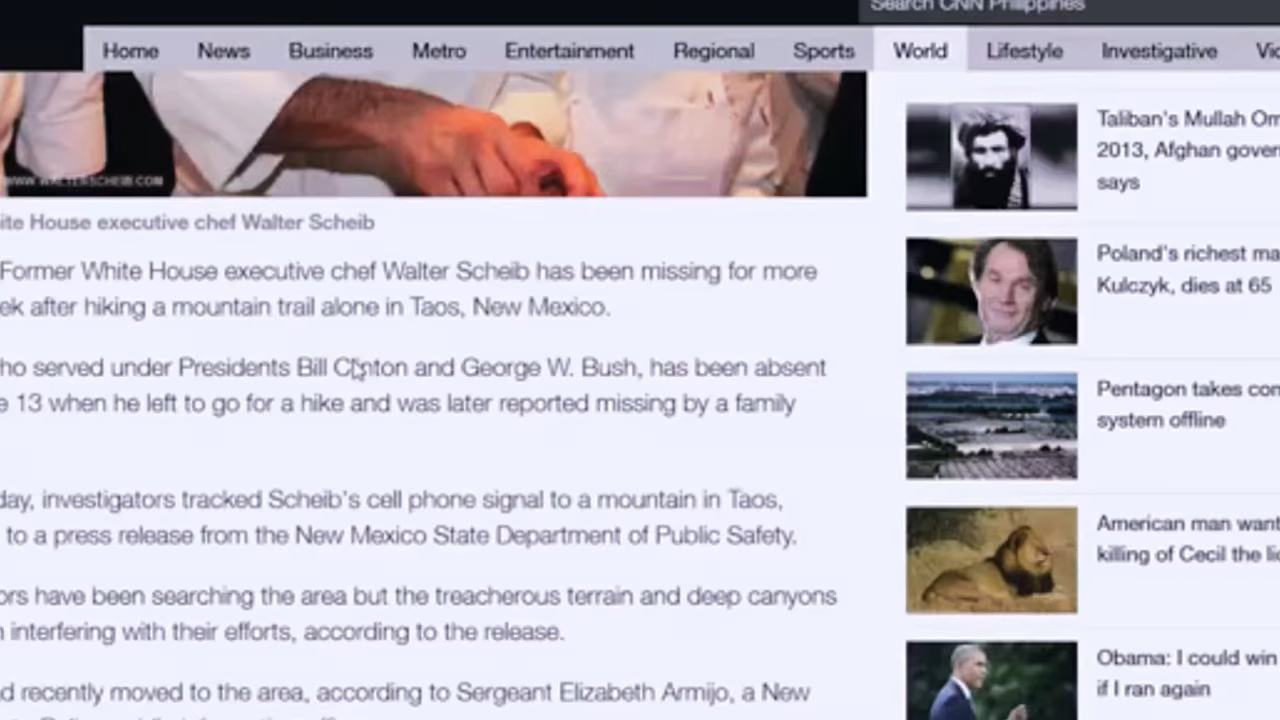 Search CNN Philippines
Home News Business Metro Entertainment Regional Sports World Lifestyle Investigative
WWW.WALTERSCHEIB.COM
ite House executive chef Walter Scheib
Former White House executive chef Walter Scheib has been missing for more
ek after hiking a mountain trail alone in Taos, New Mexico.
ho served under Presidents Bill Clinton and George W. Bush, has been absent
e 13 when he left to go for a hike and was later reported missing by a family
day, investigators tracked Scheib's cell phone signal to a mountain in Taos,
to a press release from the New Mexico State Department of Public Safety.
ors have been searching the area but the treacherous terrain and deep canyons
n interfering with their efforts, according to the release.
d recently moved to the area, according to Sergeant Elizabeth Armijo, a New
Taliban's Mullah Om
2013, Afghan gover
says
Poland's richest ma
Kulczyk, dies at 65
Pentagon takes con
system offline
American man want
killing of Cecil the lio
Obama: I could win
if I ran again